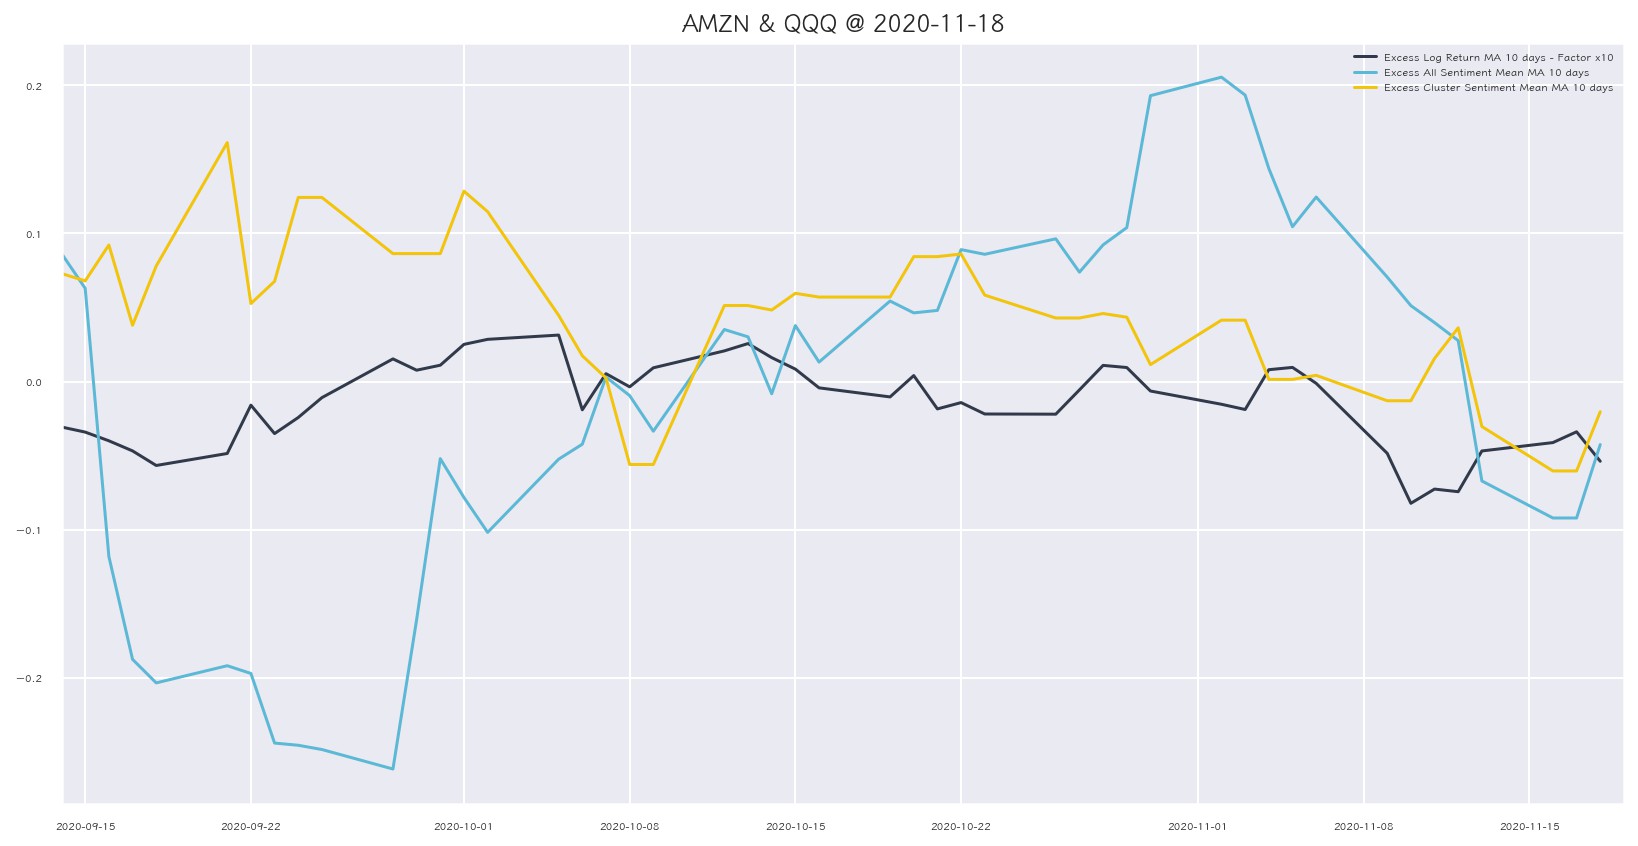 AMZN & QQQ @ 2020-11-18
Excess Log Return MA 10 days - Factor x10
Excess All Sentiment Mean MA 10 days
Excess Cluster Sentiment Mean MA 10 days
0.2
0.1
0.0
−0.1
−0.2
2020-09-15 2020-09-22 2020-10-01 2020-10-08 2020-10-15 2020-10-22 2020-11-01 2020-11-08 2020-11-15